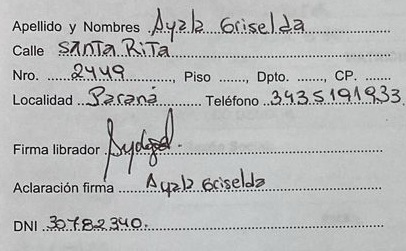 Apellido y Nombres Ayala Griselda
Calle SANTA RITA
Nro. 2449, Piso ......, Dpto. ......, CP. ......
Localidad Paraná Teléfono 3435191933
Firma librador
Aclaración firma Ayala Griselda
DNI 30782340.